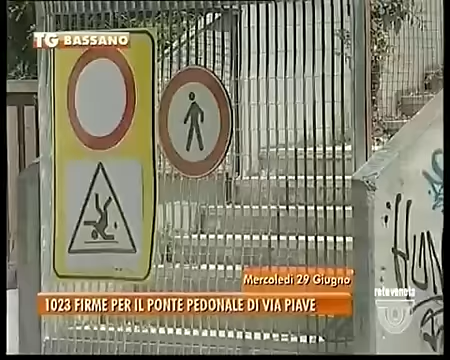 TG BASSANO
Mercoledì 29 Giugno
1023 FIRME PER IL PONTE PEDONALE DI VIA PIAVE
reteveneta